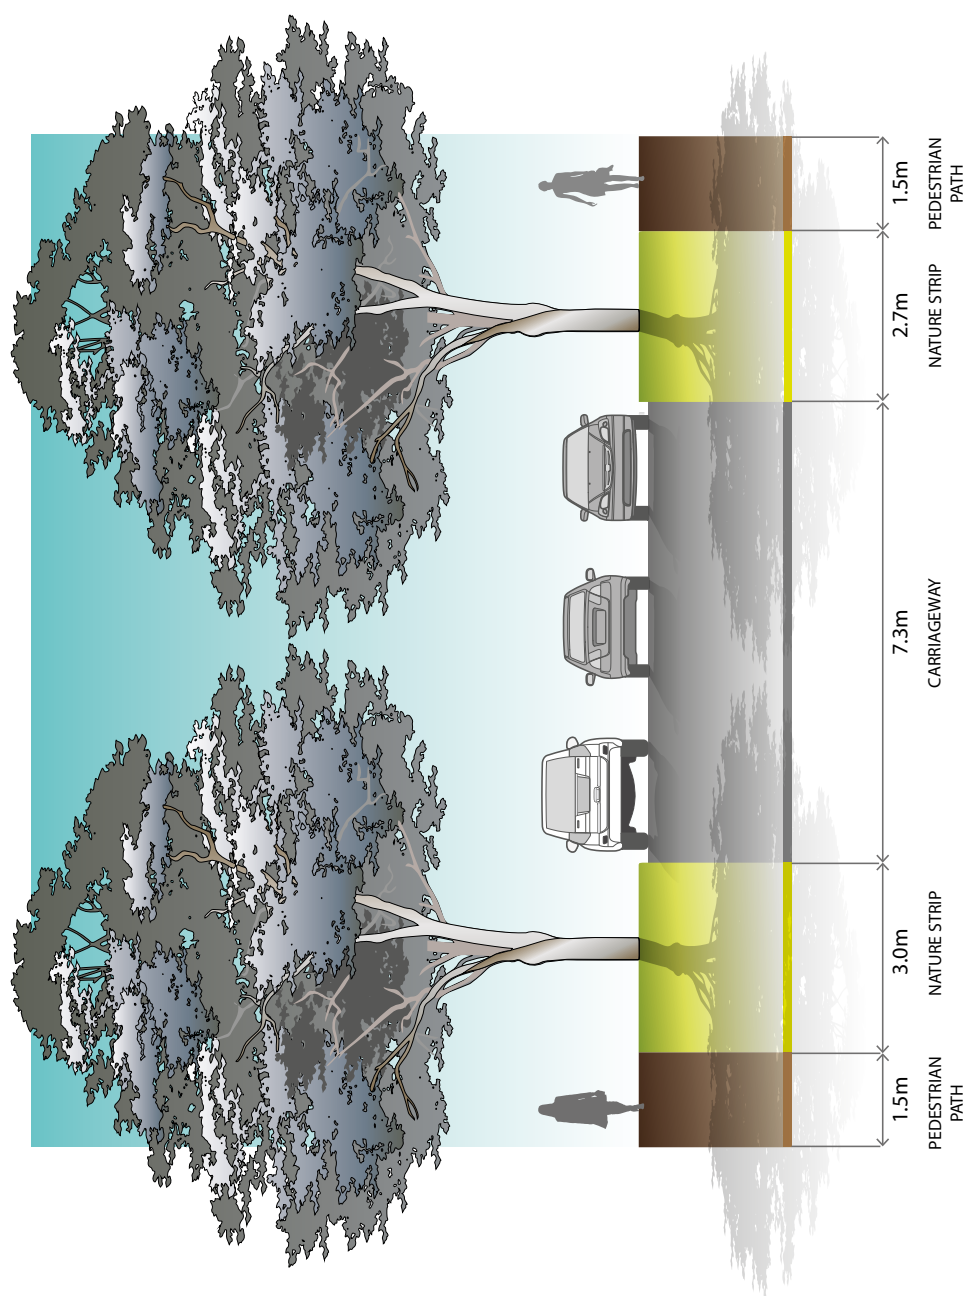 1.5m
PEDESTRIAN
PATH
3.0m
NATURE STRIP
7.3m
CARRIAGEWAY
2.7m
NATURE STRIP
1.5m
PEDESTRIAN
PATH